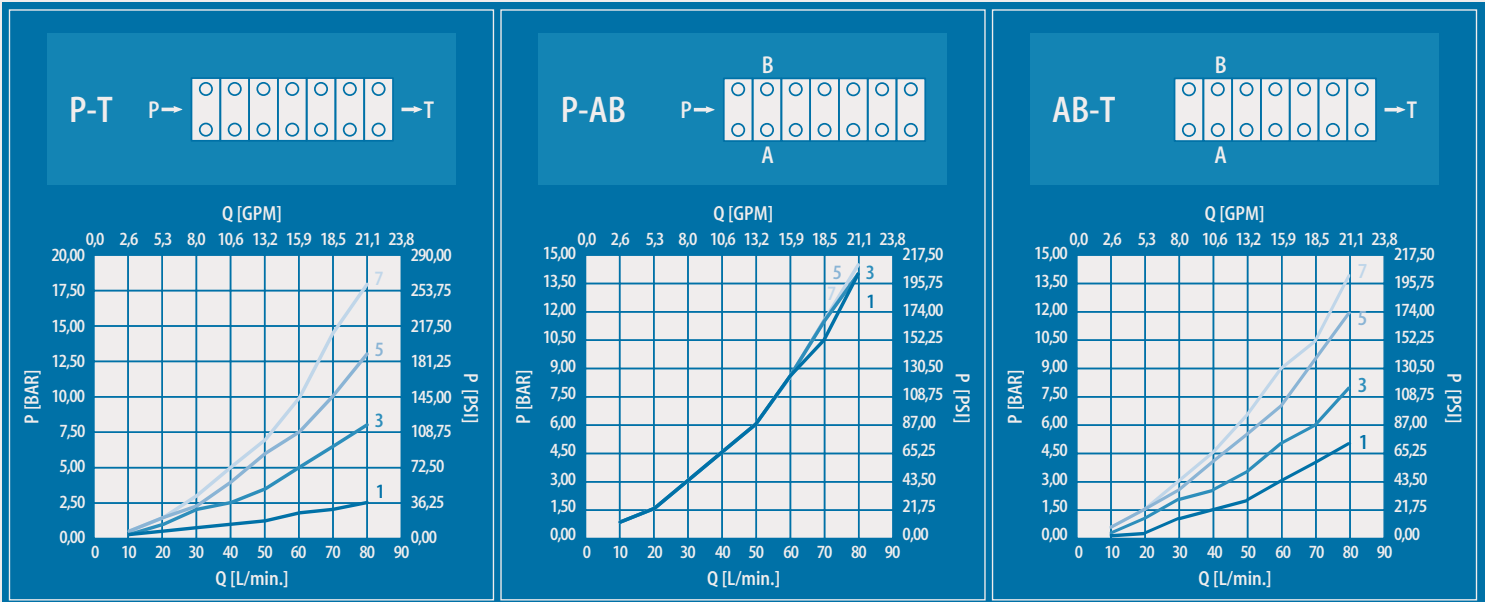 P-T
P
T
Q [GPM]
0,0 2,6 5,3 8,0 10,6 13,2 15,9 18,5 21,1 23,8
20,00
17,50
15,00
12,50
10,00
7,50
5,00
2,50
0,00
P [BAR]
290,00
253,75
217,50
181,25
145,00
108,75
72,50
36,25
0,00
P [PSI]
7
5
3
1
0 10 20 30 40 50 60 70 80 90
Q [L/min.]
P-AB
B
P
A
Q [GPM]
0,0 2,6 5,3 8,0 10,6 13,2 15,9 18,5 21,1 23,8
15,00
13,50
12,00
10,50
9,00
7,50
6,00
4,50
3,00
1,50
0,00
P [BAR]
217,50
195,75
174,00
152,25
130,50
108,75
87,00
65,25
43,50
21,75
0,00
P [PSI]
5
3
7
1
0 10 20 30 40 50 60 70 80 90
Q [L/min.]
AB-T
B
T
A
Q [GPM]
0,0 2,6 5,3 8,0 10,6 13,2 15,9 18,5 21,1 23,8
15,00
13,50
12,00
10,50
9,00
7,50
6,00
4,50
3,00
1,50
0,00
P [BAR]
217,50
195,75
174,00
152,25
130,50
108,75
87,00
65,25
43,50
21,75
0,00
P [PSI]
7
5
3
1
0 10 20 30 40 50 60 70 80 90
Q [L/min.]